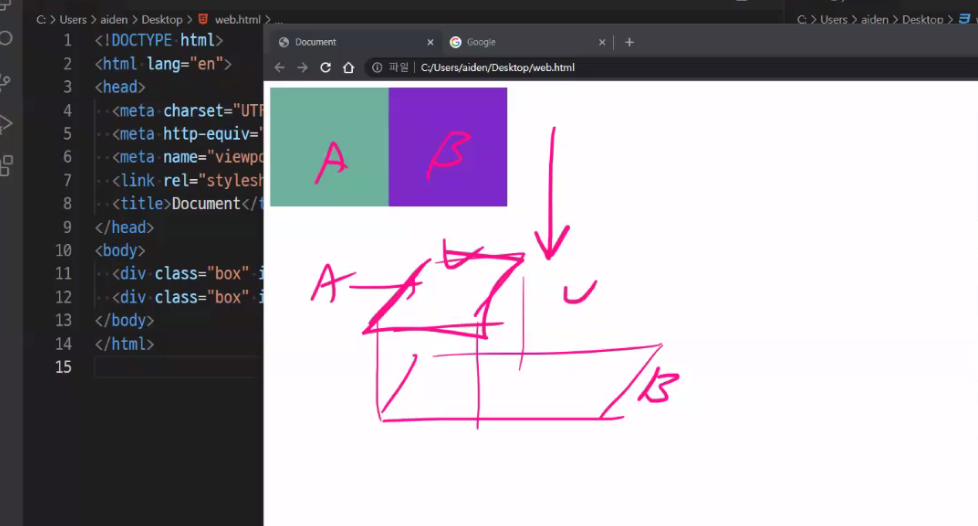 C: > Users > aiden > Desktop > web.html > ...
C: > Users > aiden > Desktop >
Document
Google
파일
C:/Users/aiden/Desktop/web.html
1 <!DOCTYPE html>
2 <html lang="en">
3 <head>
4 <meta charset="UTF
5 <meta http-equiv="
6 <meta name="viewpo
7 <link rel="stylesh
8 <title>Document</t
9 </head>
10 <body>
11 <div class="box" i
12 <div class="box" i
13 </body>
14 </html>
15
A
B
A
B